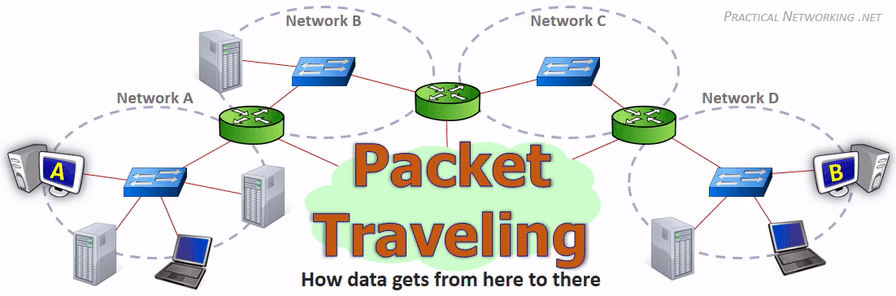 Network B
Network C
PRACTICAL NETWORKING .NET
Network A
Network D
A
B
Packet
Traveling
How data gets from here to there